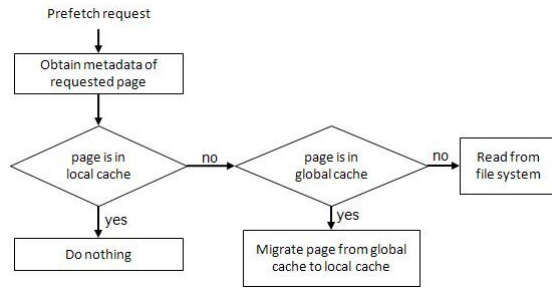 Prefetch request
Obtain metadata of
requested page
page is in
local cache
no
page is in
global cache
no
Read from
file system
yes
yes
Do nothing
Migrate page from global
cache to local cache